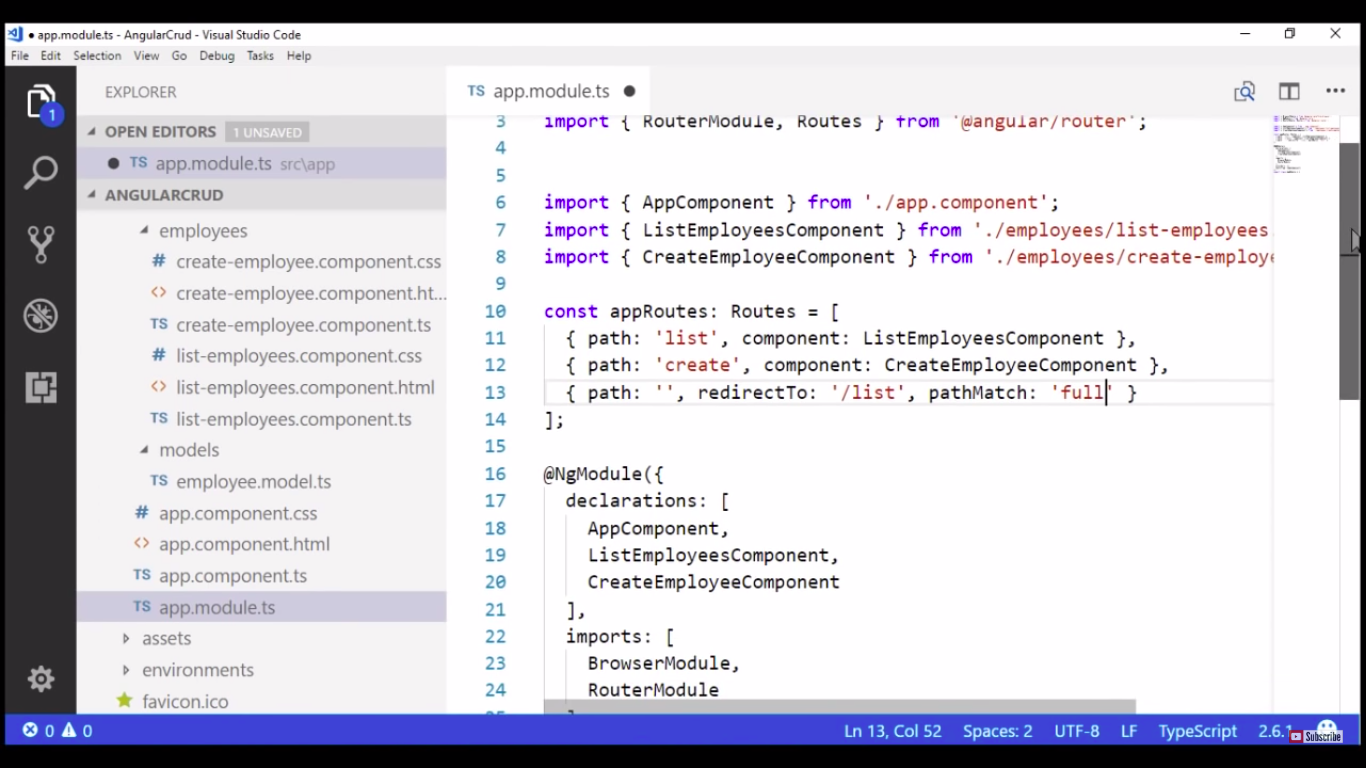 ● app.module.ts - AngularCrud - Visual Studio Code
File Edit Selection View Go Debug Tasks Help
1
EXPLORER
OPEN EDITORS 1 UNSAVED
TS app.module.ts src\app
ANGULARCRUD
employees
# create-employee.component.css
<> create-employee.component.ht...
TS create-employee.component.ts
# list-employees.component.css
<> list-employees.component.html
TS list-employees.component.ts
models
TS employee.model.ts
# app.component.css
<> app.component.html
TS app.component.ts
TS app.module.ts
assets
environments
favicon.ico
TS app.module.ts ●
3 import { RouterModule, Routes } from '@angular/router';
4
5
6 import { AppComponent } from './app.component';
7 import { ListEmployeesComponent } from './employees/list-employees.
8 import { CreateEmployeeComponent } from './employees/create-employe
9
10 const appRoutes: Routes = [
11 { path: 'list', component: ListEmployeesComponent },
12 { path: 'create', component: CreateEmployeeComponent },
13 { path: '', redirectTo: '/list', pathMatch: 'full' }
14 ];
15
16 @NgModule({
17 declarations: [
18 AppComponent,
19 ListEmployeesComponent,
20 CreateEmployeeComponent
21 ],
22 imports: [
23 BrowserModule,
24 RouterModule
0 0 Ln 13, Col 52 Spaces: 2 UTF-8 LF TypeScript 2.6.1
Subscribe